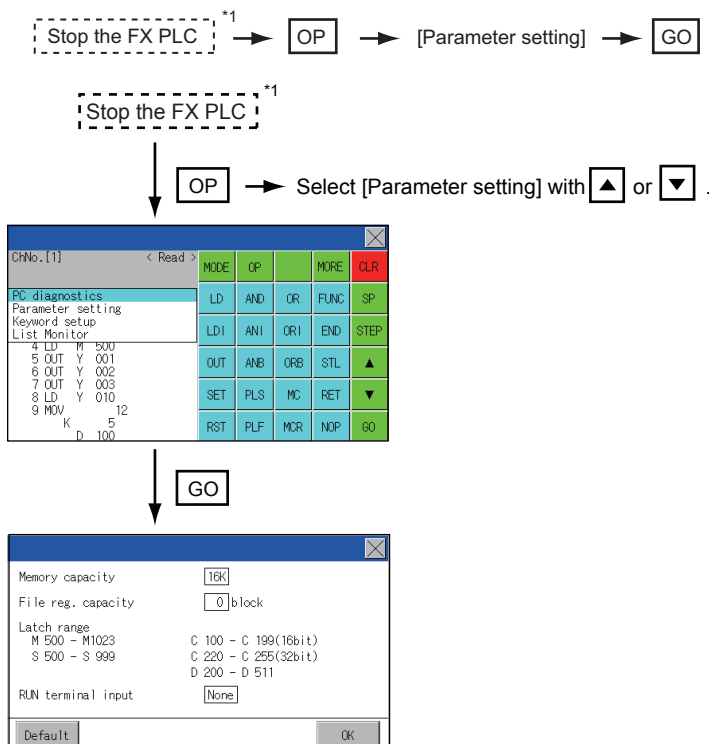 Stop the FX PLC *1 OP [Parameter setting] GO
Stop the FX PLC *1
OP Select [Parameter setting] with ▲ or ▼ .
ChNo.[1] < Read >
MODE OP MORE CLR
PC diagnostics
Parameter setting
Keyword setup
List Monitor
4 LD M 500
5 OUT Y 001
6 OUT Y 002
7 OUT Y 003
8 LD Y 010
9 MOV 12
K 5
D 100
LD AND OR FUNC SP
LDI ANI ORI END STEP
OUT ANB ORB STL ▲
SET PLS MC RET ▼
RST PLF MCR NOP GO
GO
Memory capacity 16K
File reg. capacity 0 block
Latch range
M 500 - M1023 C 100 - C 199(16bit)
S 500 - S 999 C 220 - C 255(32bit)
D 200 - D 511
RUN terminal input None
Default OK